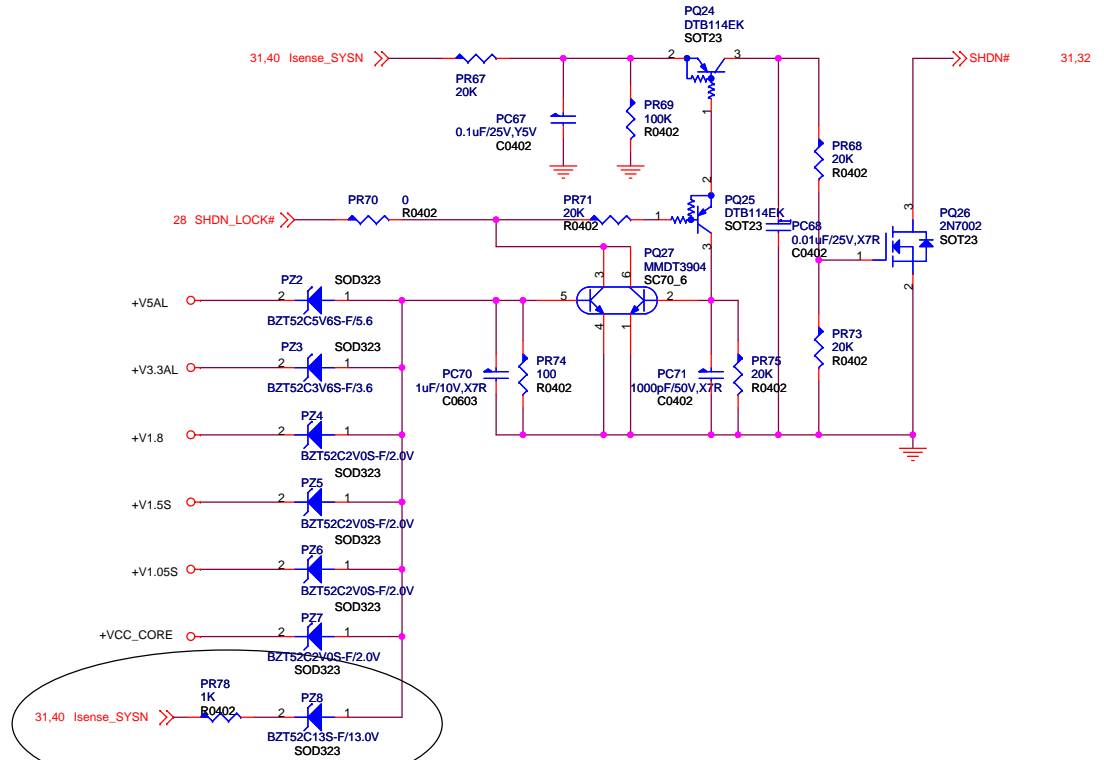 PQ24
DTB114EK
SOT23
31,40 Isense_SYSN
2
3
SHDN#
31,32
PR67
20K
PR69
100K
R0402
PC67
0.1uF/25V,Y5V
C0402
1
PR68
20K
R0402
2
PR70
0
R0402
PR71
20K
R0402
1
PQ25
DTB114EK
SOT23
28 SHDN_LOCK#
3
PC68
0.01uF/25V,X7R
C0402
3
PQ26
2N7002
SOT23
1
2
PQ27
MMDT3904
SC70_6
3
6
5
2
4
1
PZ2
SOD323
+V5AL
2
1
BZT52C5V6S-F/5.6
PR73
20K
R0402
PZ3
SOD323
+V3.3AL
2
1
BZT52C3V6S-F/3.6
PC70
1uF/10V,X7R
C0603
PR74
100
R0402
PC71
1000pF/50V,X7R
C0402
PR75
20K
R0402
PZ4
+V1.8
2
1
BZT52C2V0S-F/2.0V
SOD323
PZ5
+V1.5S
2
1
BZT52C2V0S-F/2.0V
SOD323
PZ6
+V1.05S
2
1
BZT52C2V0S-F/2.0V
SOD323
PZ7
+VCC_CORE
2
1
BZT52C2V0S-F/2.0V
SOD323
PR78
1K
R0402
PZ8
31,40 Isense_SYSN
2
1
BZT52C13S-F/13.0V
SOD323